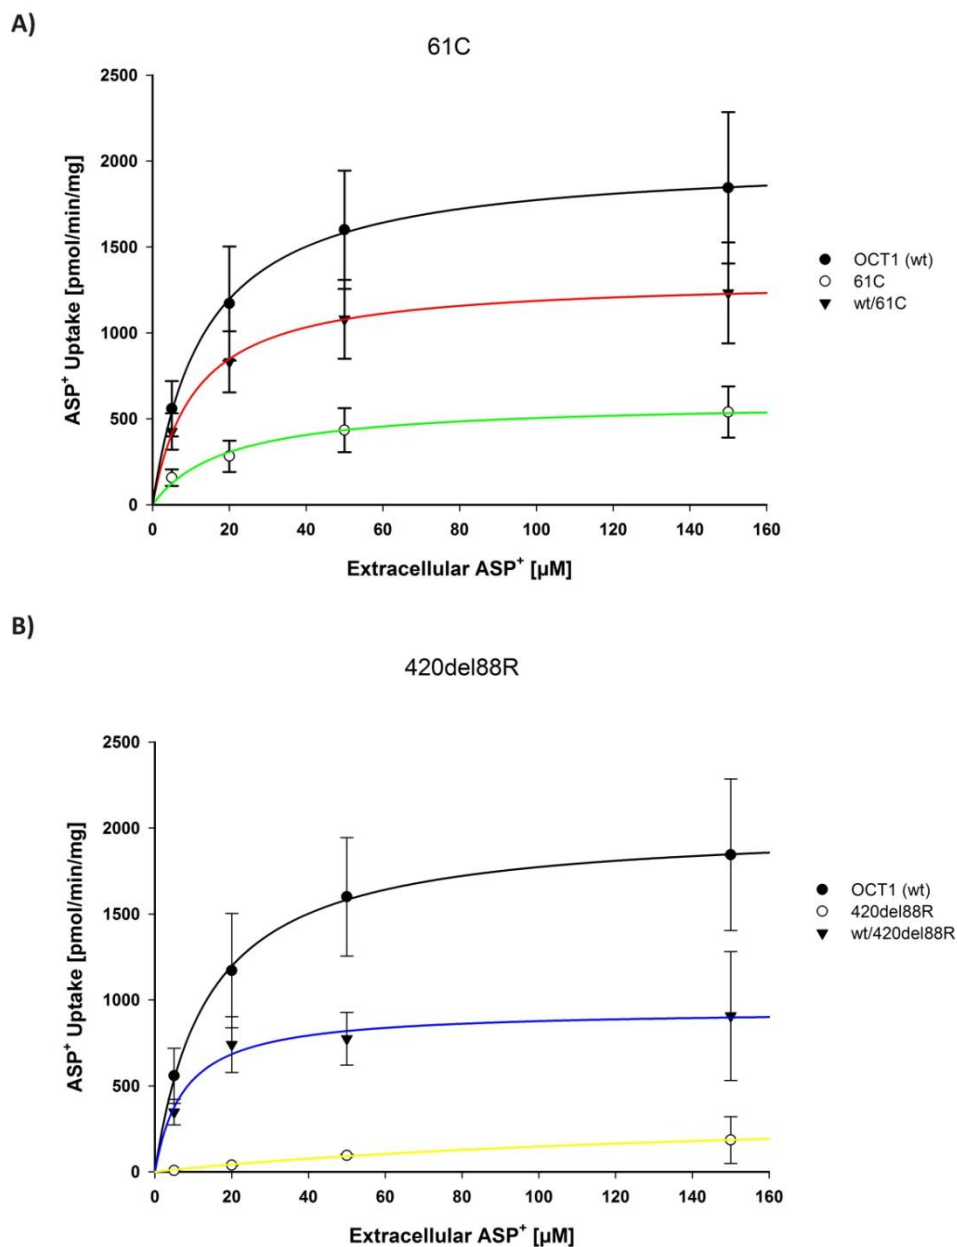 A)
61C
2500
2000
1500
1000
500
0
ASP+ Uptake [pmol/min/mg]
0 20 40 60 80 100 120 140 160
Extracellular ASP+ [µM]
OCT1 (wt)
61C
wt/61C
B)
420del88R
2500
2000
1500
1000
500
0
ASP+ Uptake [pmol/min/mg]
0 20 40 60 80 100 120 140 160
Extracellular ASP+ [µM]
OCT1 (wt)
420del88R
wt/420del88R